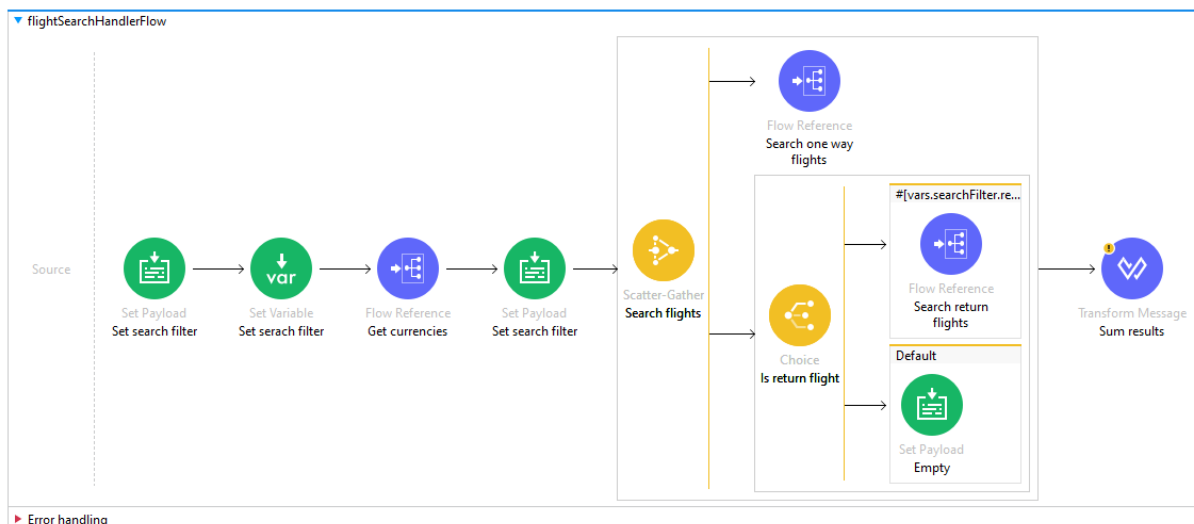 flightSearchHandlerFlow
Source
Set Payload
Set search filter
Set Variable
Set serach filter
var
Flow Reference
Get currencies
Set Payload
Set search filter
Scatter-Gather
Search flights
Flow Reference
Search one way
flights
Choice
Is return flight
#[vars.searchFilter.re...
Flow Reference
Search return
flights
Default
Set Payload
Empty
Transform Message
Sum results
Error handling